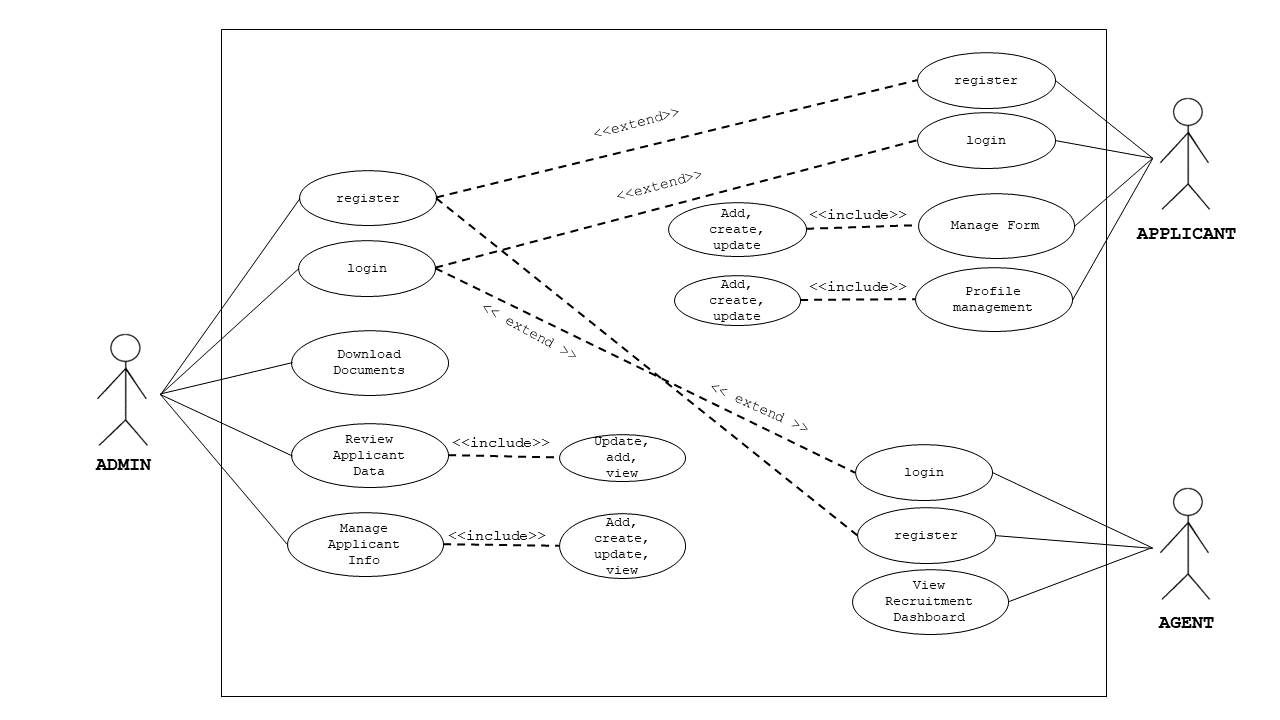 register
<<extend>>
login
APPLICANT
register
<<extend>>
Add,
create,
update
<<include>>
Manage Form
login
Add,
create,
update
<<include>>
Profile
management
<< extend >>
ADMIN
Download
Documents
<< extend >>
Review
Applicant
Data
<<include>>
Update,
add,
view
login
Manage
Applicant
Info
<<include>>
Add,
create,
update,
view
register
View
Recruitment
Dashboard
AGENT